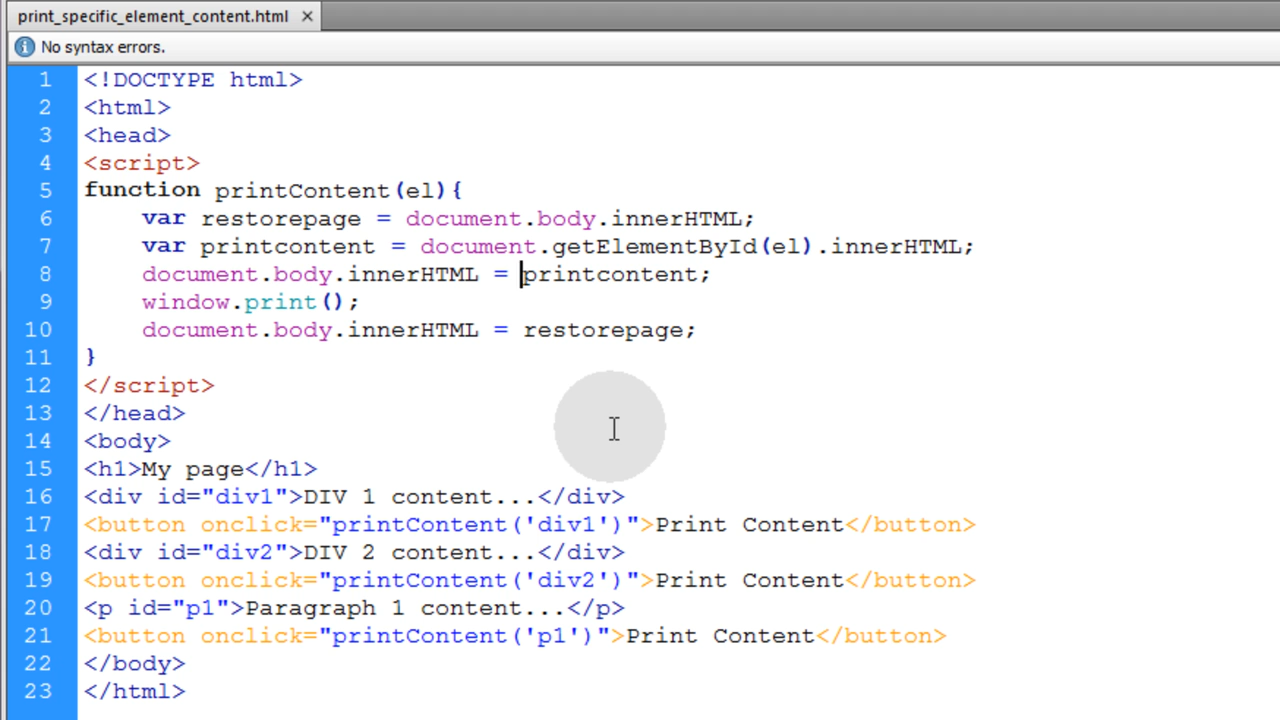 print_specific_element_content.html ×
No syntax errors.
1 <!DOCTYPE html>
2 <html>
3 <head>
4 <script>
5 function printContent(el){
6     var restorepage = document.body.innerHTML;
7     var printcontent = document.getElementById(el).innerHTML;
8     document.body.innerHTML = printcontent;
9     window.print();
10     document.body.innerHTML = restorepage;
11 }
12 </script>
13 </head>
14 <body>
15 <h1>My page</h1>
16 <div id="div1">DIV 1 content...</div>
17 <button onclick="printContent('div1')">Print Content</button>
18 <div id="div2">DIV 2 content...</div>
19 <button onclick="printContent('div2')">Print Content</button>
20 <p id="p1">Paragraph 1 content...</p>
21 <button onclick="printContent('p1')">Print Content</button>
22 </body>
23 </html>